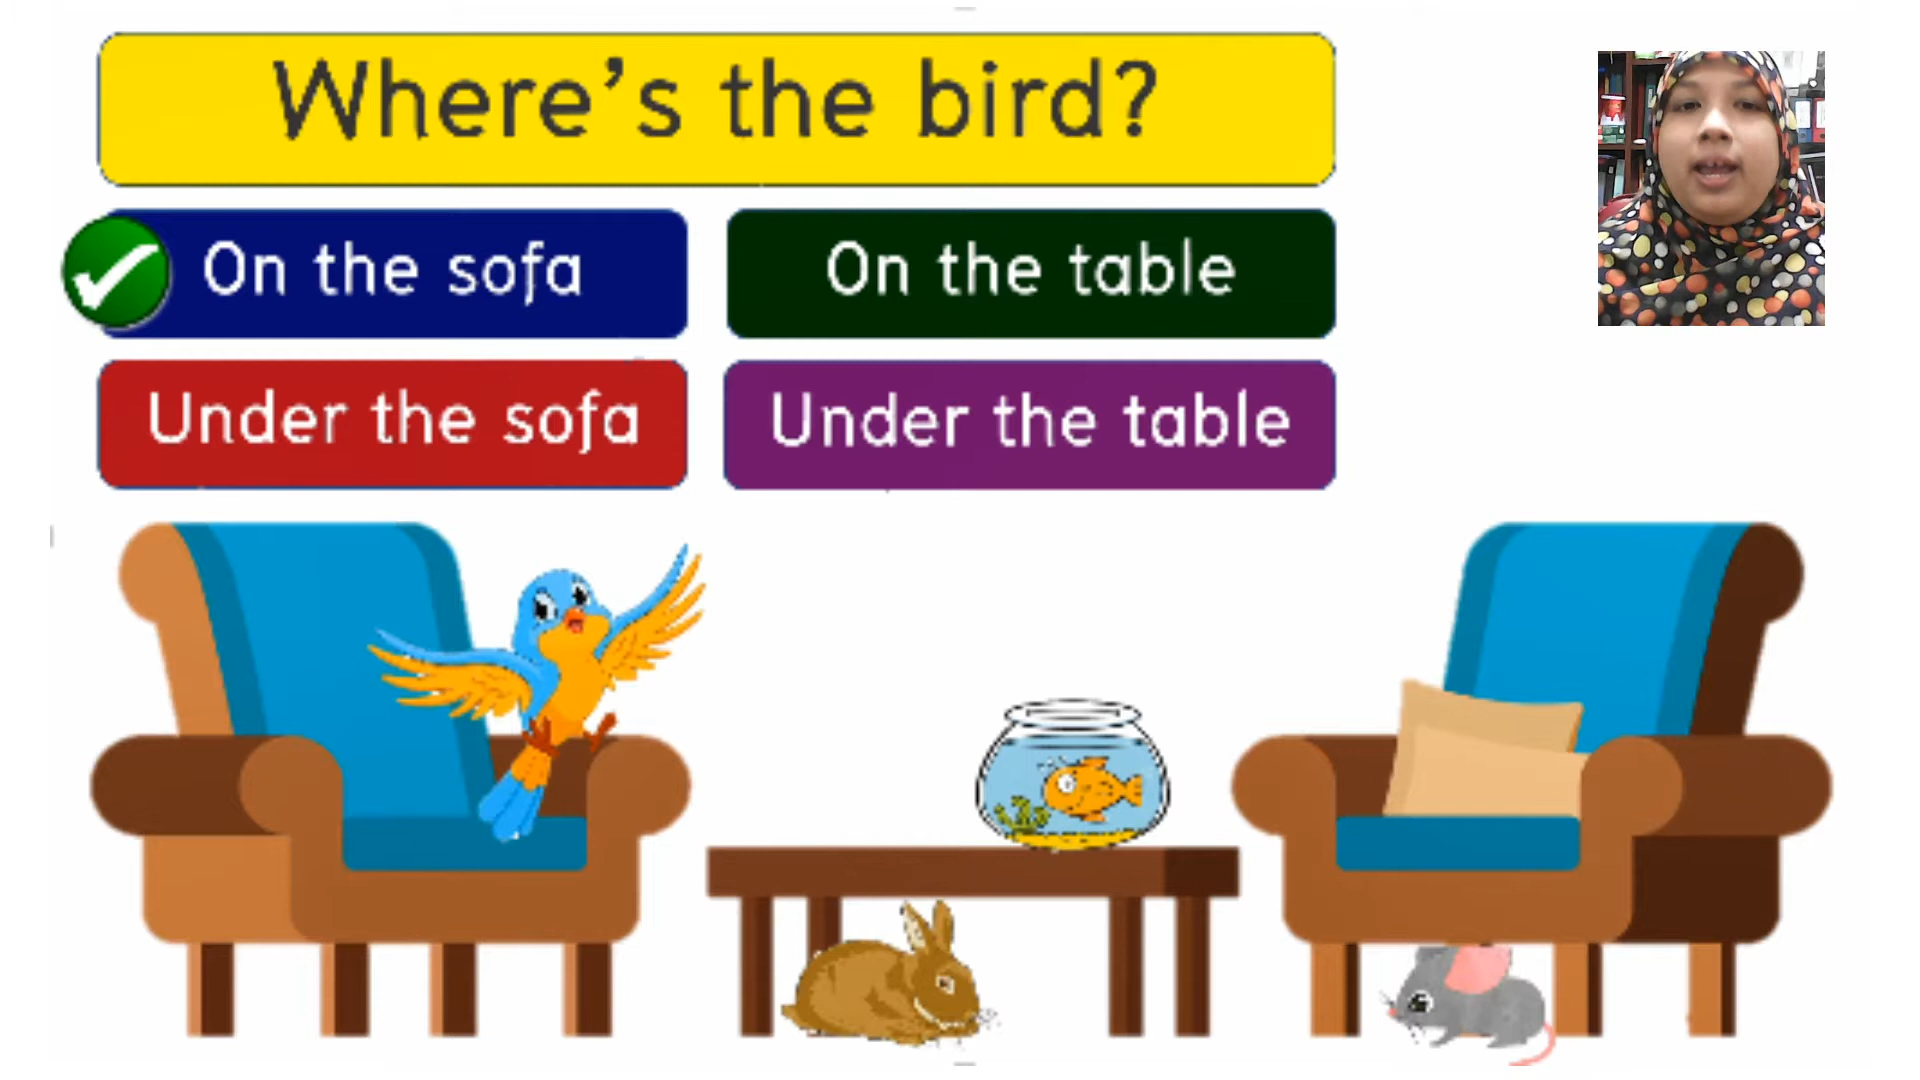 Where's the bird?
On the sofa
On the table
Under the sofa
Under the table